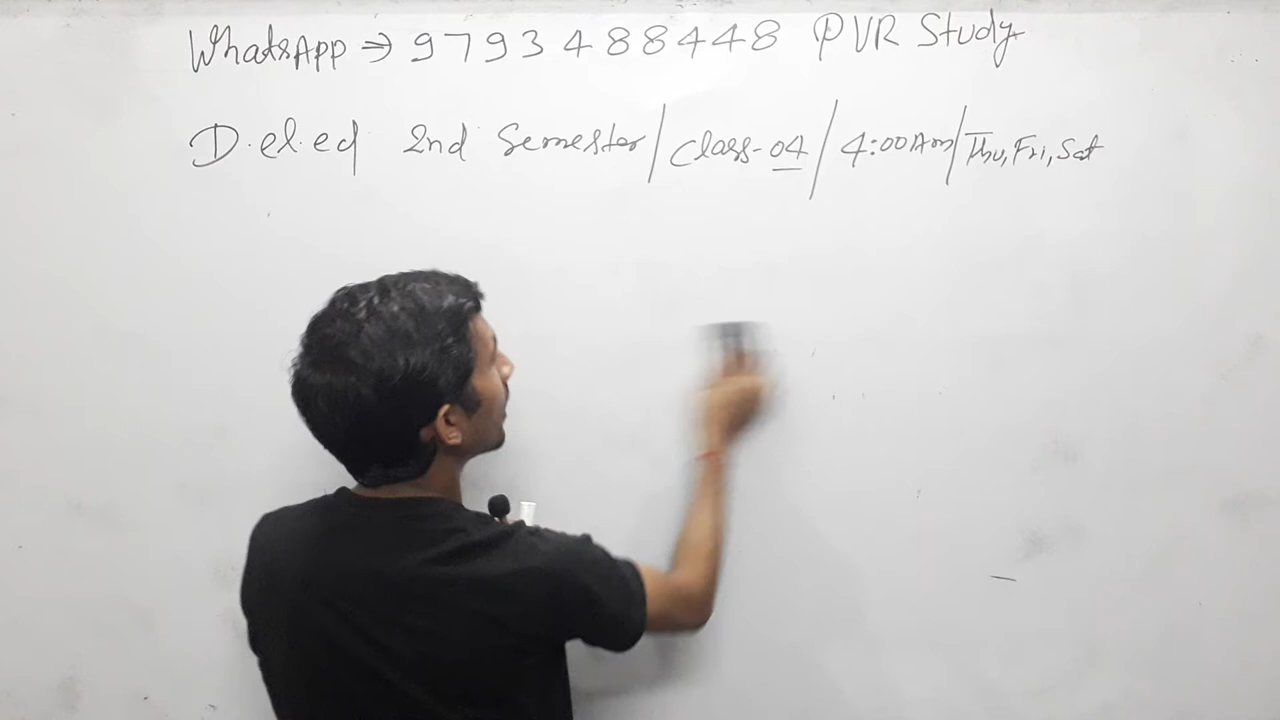 WhatsApp ⇒ 9793488448 PVR Study
D.el.ed 2nd Semester/Class-04/4:00Am/Thu,Fri,Sat